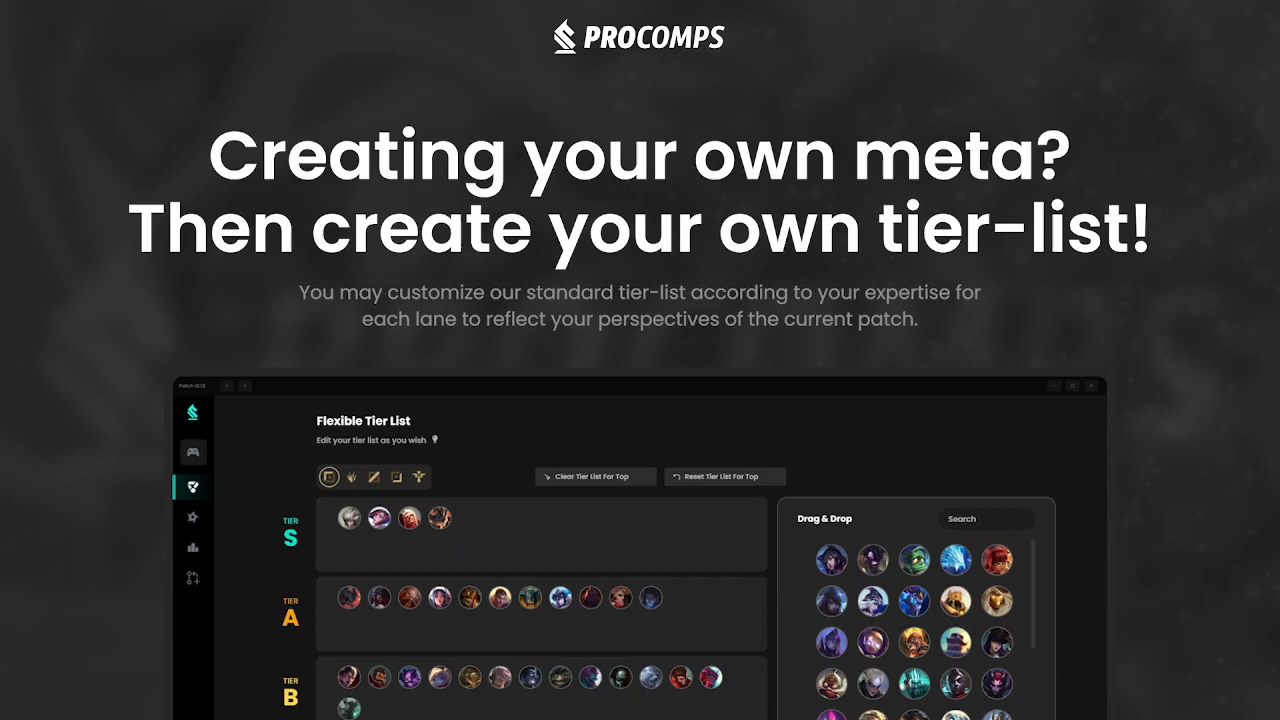 PROCOMPS
Creating your own meta?
Then create your own tier-list!
You may customize our standard tier-list according to your expertise for
each lane to reflect your perspectives of the current patch.
Flexible Tier List
Edit your tier list as you wish
Clear Tier List For Top
Reset Tier List For Top
TIER
S
Drag & Drop
Search
TIER
A
TIER
B